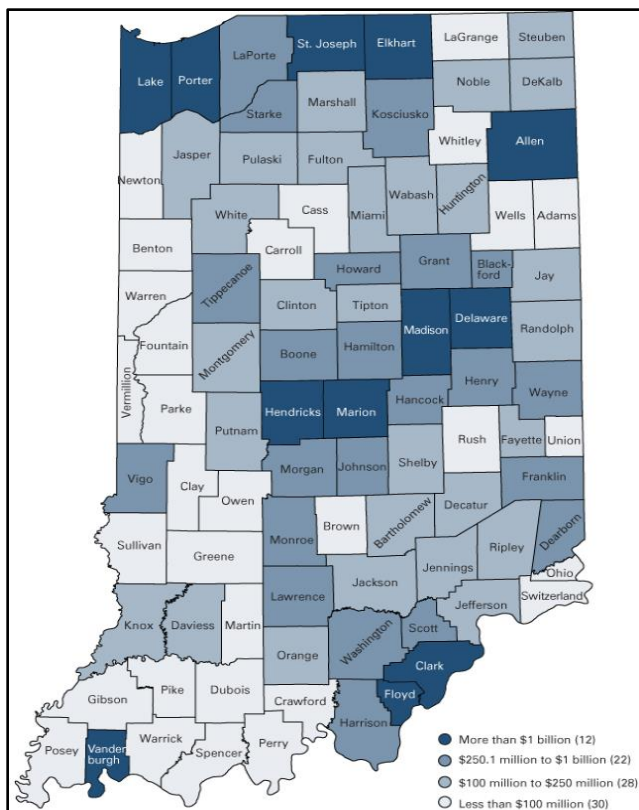 St. Joseph
Elkhart
LaGrange
Steuben
LaPorte
Lake
Porter
Noble
DeKalb
Marshall
Starke
Kosciusko
Whitley
Allen
Jasper
Pulaski
Fulton
Newton
Wabash
Huntington
Miami
Wells
Adams
White
Cass
Benton
Carroll
Grant
Black-
ford
Jay
Howard
Tippecanoe
Warren
Clinton
Tipton
Madison
Delaware
Randolph
Fountain
Montgomery
Boone
Hamilton
Vermillion
Parke
Hendricks
Marion
Hancock
Henry
Wayne
Putnam
Rush
Fayette
Union
Vigo
Clay
Owen
Morgan
Johnson
Shelby
Franklin
Brown
Bartholomew
Decatur
Sullivan
Greene
Monroe
Ripley
Dearborn
Jennings
Ohio
Switzerland
Jackson
Jefferson
Lawrence
Knox
Daviess
Martin
Orange
Washington
Scott
Clark
Gibson
Pike
Dubois
Crawford
Floyd
Harrison
Posey
Vander
burgh
Warrick
Spencer
Perry
More than $1 billion (12)
$250.1 million to $1 billion (22)
$100 million to $250 million (28)
Less than $100 million (30)